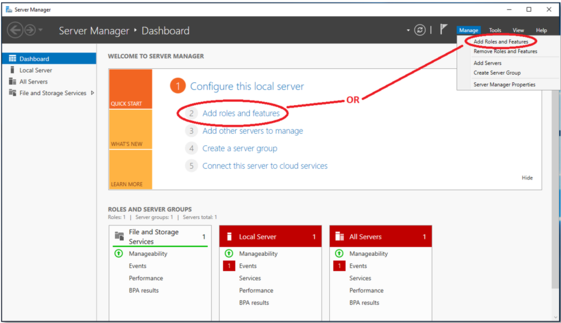 Server Manager
Server Manager • Dashboard
Manage Tools View Help
Add Roles and Features
Remove Roles and Features
Add Servers
Create Server Group
Server Manager Properties
Dashboard
Local Server
All Servers
File and Storage Services
WELCOME TO SERVER MANAGER
QUICK START
WHAT'S NEW
LEARN MORE
1 Configure this local server
OR
2 Add roles and features
3 Add other servers to manage
4 Create a server group
5 Connect this server to cloud services
Hide
ROLES AND SERVER GROUPS
Roles: 1 | Server groups: 1 | Servers total: 1
File and Storage Services 1
Manageability
Events
Performance
BPA results
Local Server 1
Manageability
1 Events
Services
Performance
BPA results
All Servers 1
Manageability
1 Events
Services
Performance
BPA results